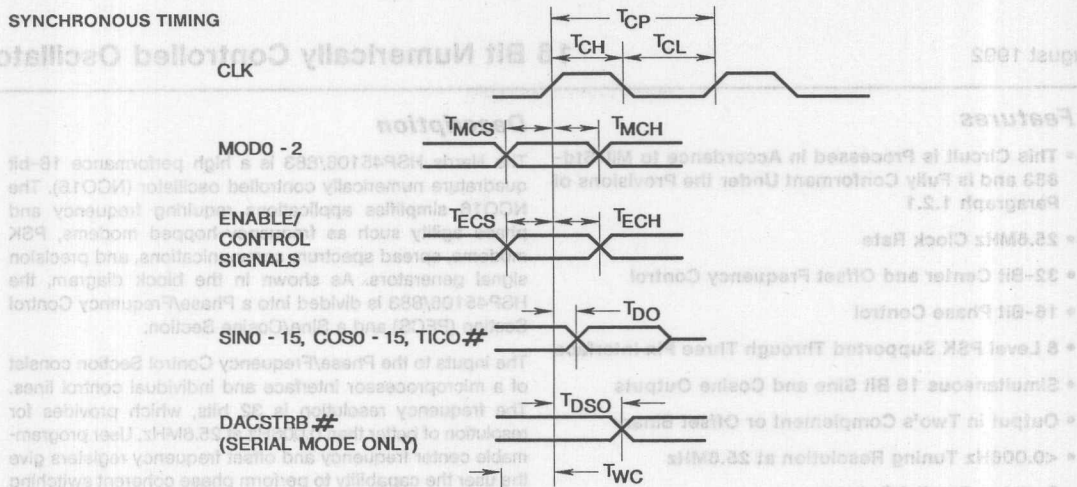 SYNCHRONOUS TIMING
16 Bit Numerically Controlled Oscillator
August 1992
TCP
TCH TCL
CLK
Features
Description
TMCS TMCH
MOD0 - 2
This Circuit is Processed in Accordance to Mil-Std-
883 and is Fully Conformant Under the Provisions of
Paragraph 1.2.1
The Harris HSP45106/883 is a high performance 16-bit
quadrature numerically controlled oscillator (NCO16). The
NCO16 simplifies applications requiring frequency and
phase agility such as frequency-hopped modems, PSK
modems, spread spectrum communications, and precision
signal generators. As shown in the block diagram, the
HSP45106/883 is divided into a Phase/Frequency Control
Section (PFCS) and a Sine/Cosine Section.
ENABLE/
CONTROL
SIGNALS
TECS TECH
25.6MHz Clock Rate
32-Bit Center and Offset Frequency Control
16-Bit Phase Control
TDO
SIN0 - 15, COS0 - 15, TICO#
8 Level PSK Supported Through Three Pin Interface
Simultaneous 16 Bit Sine and Cosine Outputs
Output in Two's Complement or Offset Binary
<0.006Hz Tuning Resolution at 25.6MHz
The inputs to the Phase/Frequency Control Section consist
of a microprocessor interface and individual control lines.
The frequency resolution is 32 bits, which provides for
resolution of better than at 25.6MHz. User program-
mable center frequency and offset frequency registers give
the user the capability to perform phase coherent switching
TDSO
DACSTRB#
(SERIAL MODE ONLY)
TWC